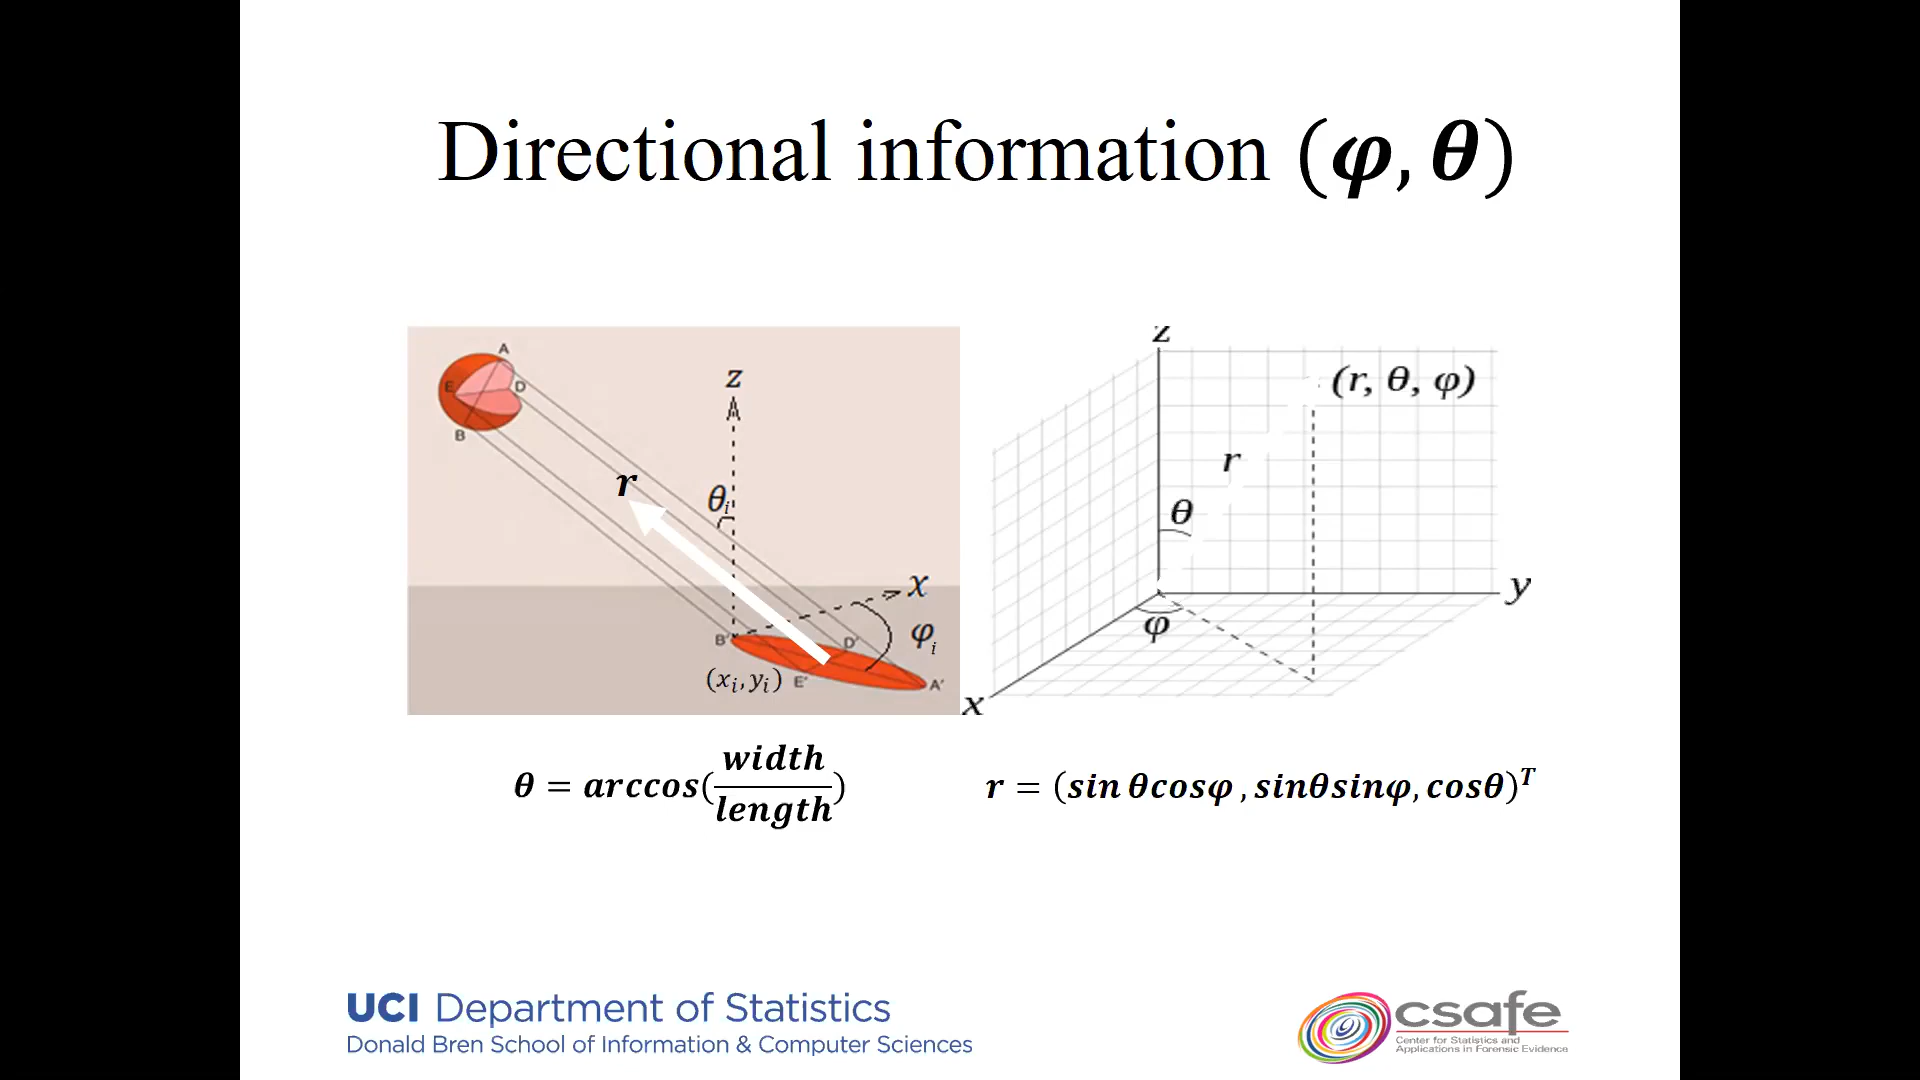 Directional information (φ, θ)
A
E
D
B
z
r
θi
x
φi
B'
D'
(xi, yi)
E'
A'
z
(r, θ, φ)
r
θ
y
φ
x
θ = arccos(width/length)
r = (sin θcosφ , sinθsinφ, cosθ)^T
UCI Department of Statistics
Donald Bren School of Information & Computer Sciences
csafe
Center for Statistics and
Applications in Forensic Evidence